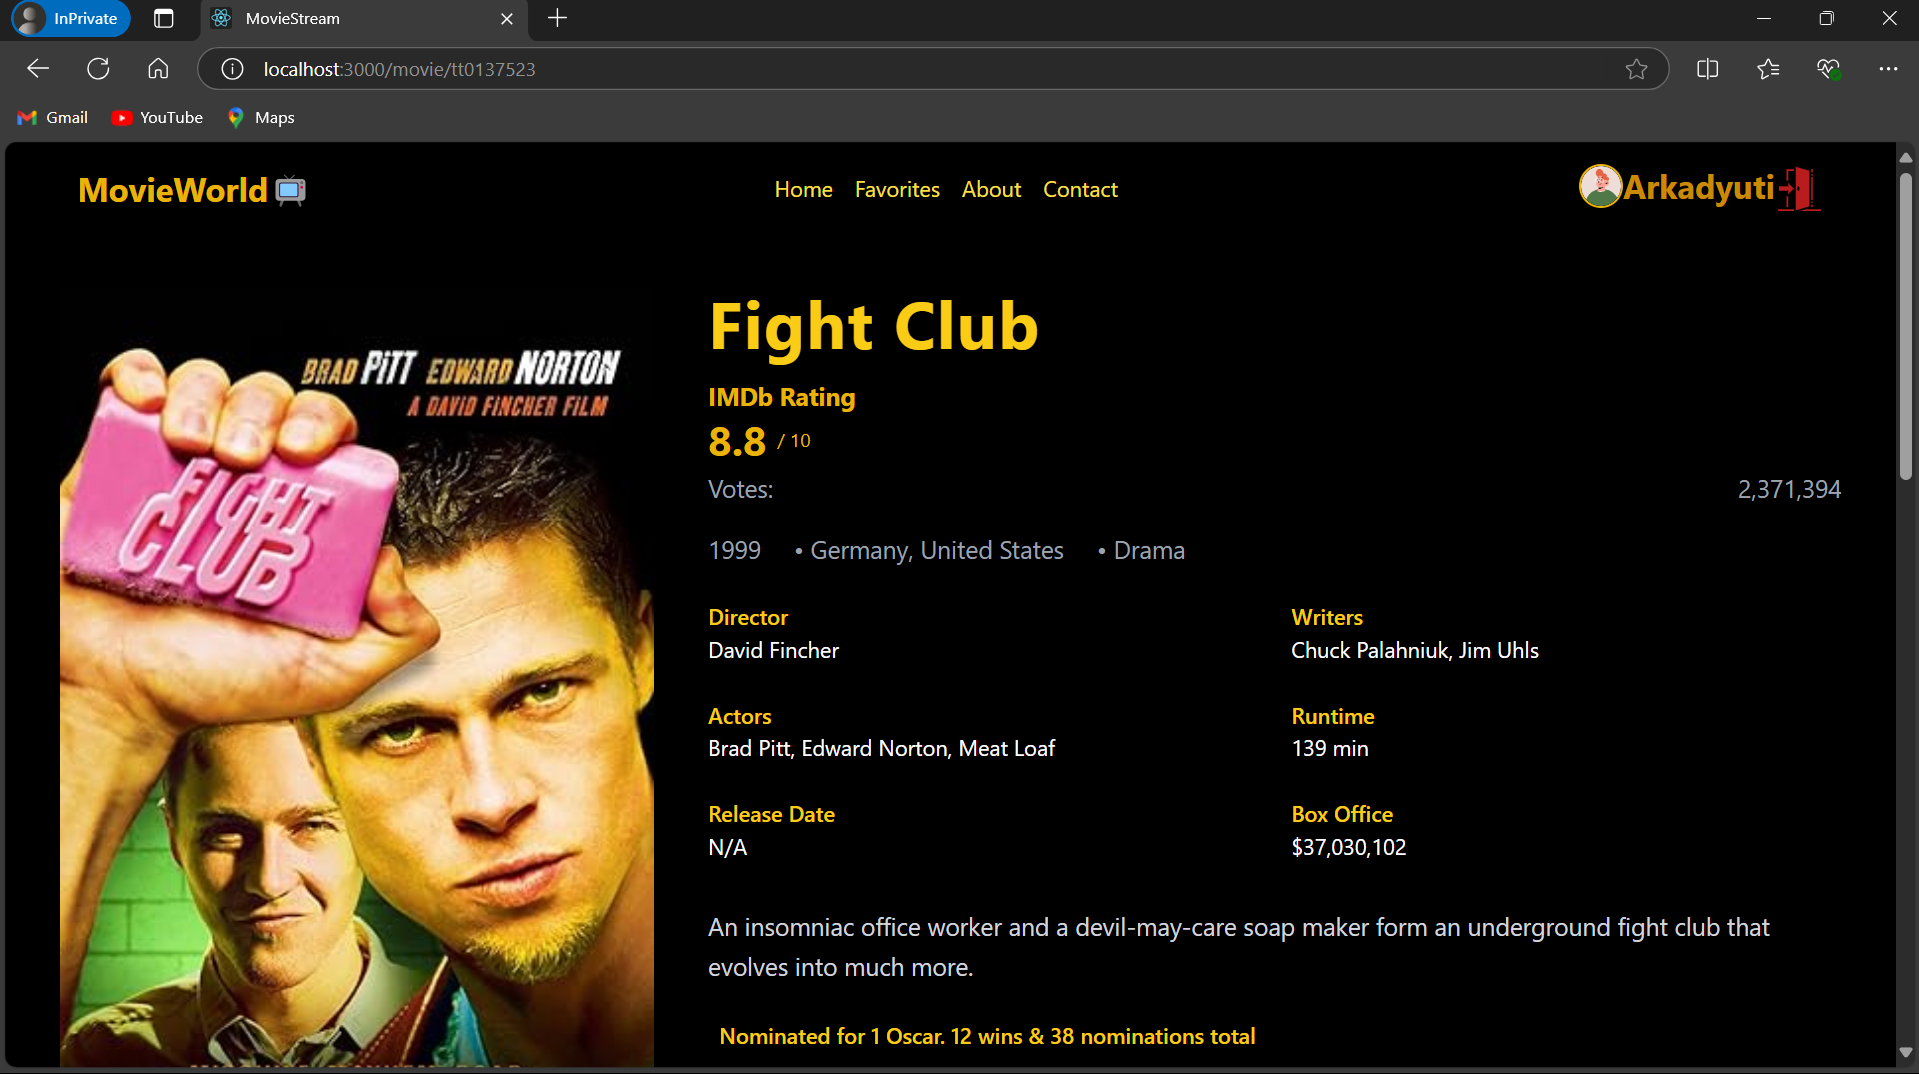 InPrivate
MovieStream
localhost:3000/movie/tt0137523
Gmail YouTube Maps
MovieWorld
Home Favorites About Contact
Arkadyuti
BRAD PITT EDWARD NORTON
A DAVID FINCHER FILM
FIGHT
CLUB
Fight Club
IMDb Rating
8.8 / 10
Votes: 2,371,394
1999 • Germany, United States • Drama
Director
David Fincher
Writers
Chuck Palahniuk, Jim Uhls
Actors
Brad Pitt, Edward Norton, Meat Loaf
Runtime
139 min
Release Date
N/A
Box Office
$37,030,102
An insomniac office worker and a devil-may-care soap maker form an underground fight club that
evolves into much more.
Nominated for 1 Oscar. 12 wins & 38 nominations total